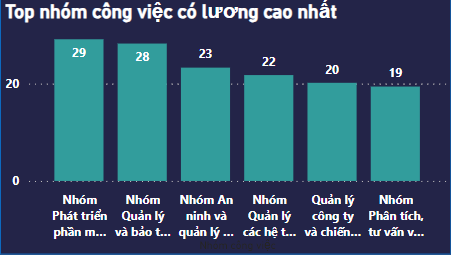 Top nhóm công việc có lương cao nhất
29
28
23
22
20
19
20
0
Nhóm
Phát triển
phần m...
Nhóm
Quản lý
và bảo t...
Nhóm An
ninh và
quản lý ...
Nhóm
Quản lý
các hệ t...
Quản lý
công ty
và chiến...
Nhóm
Phân tích,
tư vấn v...